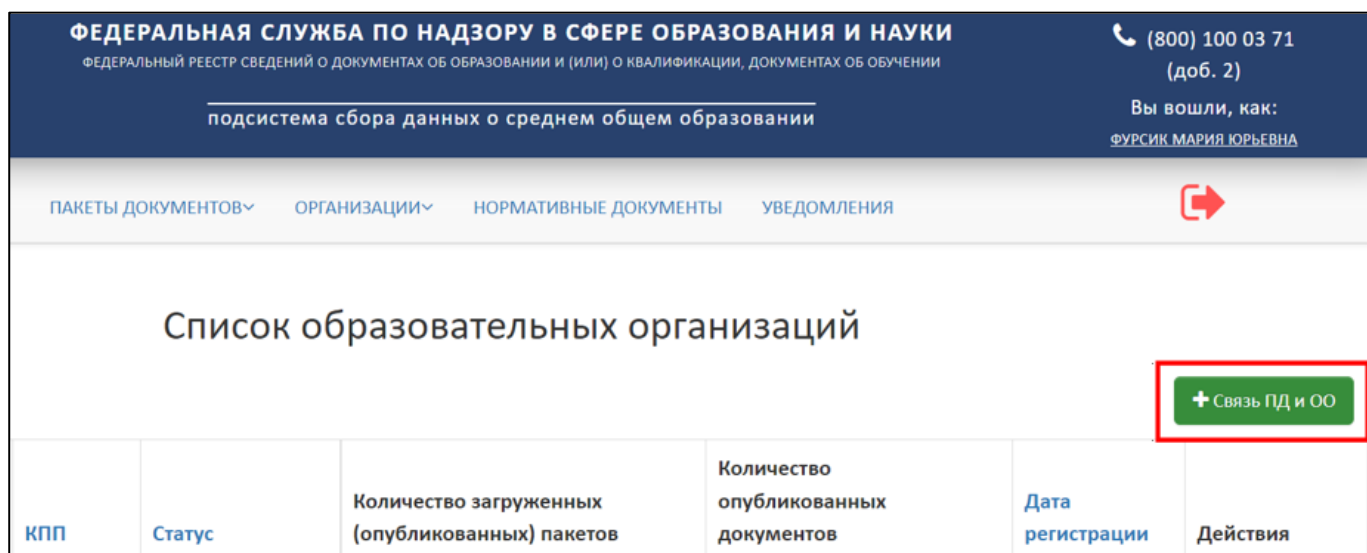 ФЕДЕРАЛЬНАЯ СЛУЖБА ПО НАДЗОРУ В СФЕРЕ ОБРАЗОВАНИЯ И НАУКИ
ФЕДЕРАЛЬНЫЙ РЕЕСТР СВЕДЕНИЙ О ДОКУМЕНТАХ ОБ ОБРАЗОВАНИИ И (ИЛИ) О КВАЛИФИКАЦИИ, ДОКУМЕНТАХ ОБ ОБУЧЕНИИ
подсистема сбора данных о среднем общем образовании
(800) 100 03 71
(доб. 2)
Вы вошли, как:
ФУРСИК МАРИЯ ЮРЬЕВНА
ПАКЕТЫ ДОКУМЕНТОВ ОРГАНИЗАЦИИ НОРМАТИВНЫЕ ДОКУМЕНТЫ УВЕДОМЛЕНИЯ
Список образовательных организаций
+ Связь ПД и ОО
КПП
Статус
Количество загруженных
(опубликованных) пакетов
Количество
опубликованных
документов
Дата
регистрации
Действия